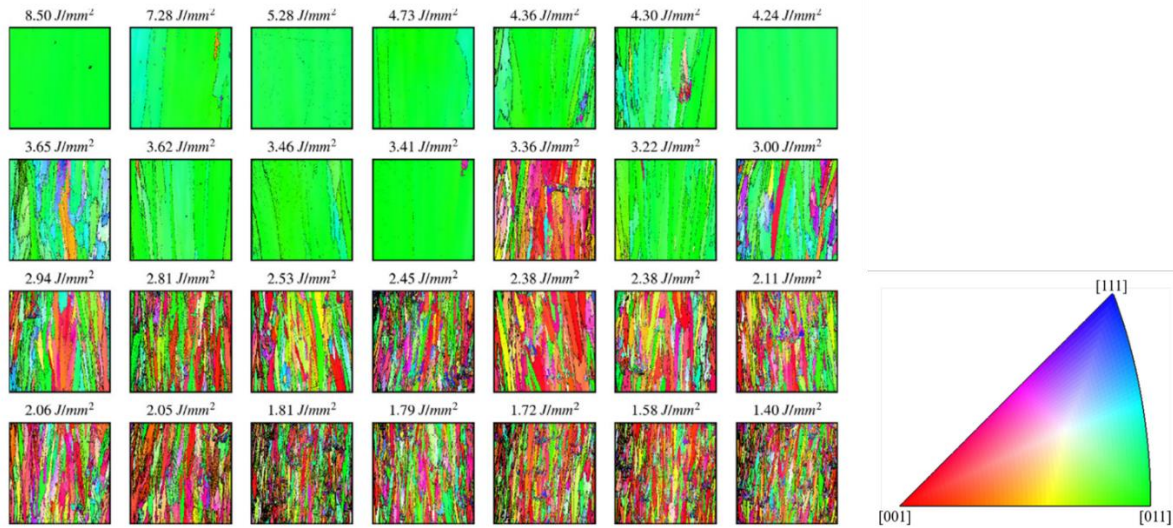 8.50 J/mm² 7.28 J/mm² 5.28 J/mm² 4.73 J/mm² 4.36 J/mm² 4.30 J/mm² 4.24 J/mm²
3.65 J/mm² 3.62 J/mm² 3.46 J/mm² 3.41 J/mm² 3.36 J/mm² 3.22 J/mm² 3.00 J/mm²
2.94 J/mm² 2.81 J/mm² 2.53 J/mm² 2.45 J/mm² 2.38 J/mm² 2.38 J/mm² 2.11 J/mm²
[111]
2.06 J/mm² 2.05 J/mm² 1.81 J/mm² 1.79 J/mm² 1.72 J/mm² 1.58 J/mm² 1.40 J/mm²
[001] [011]